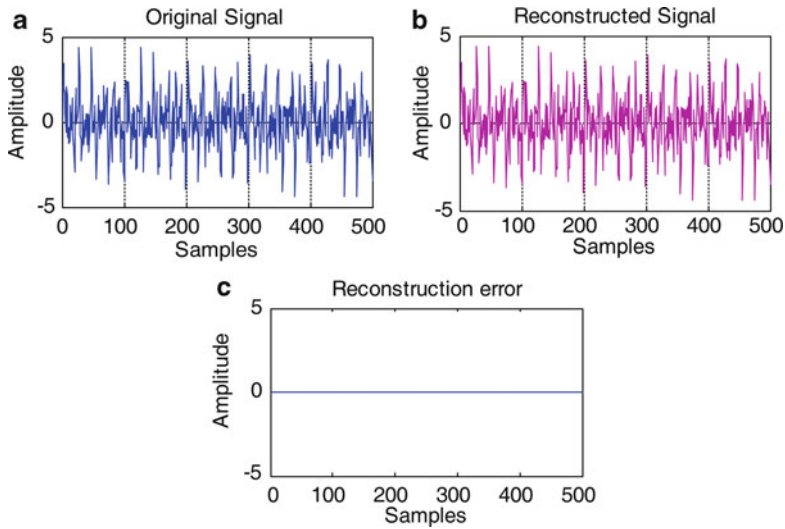 a Original Signal
5
0
-5
Amplitude
0 100 200 300 400 500
Samples
b Reconstructed Signal
5
0
-5
Amplitude
0 100 200 300 400 500
Samples
c Reconstruction error
5
0
-5
Amplitude
0 100 200 300 400 500
Samples